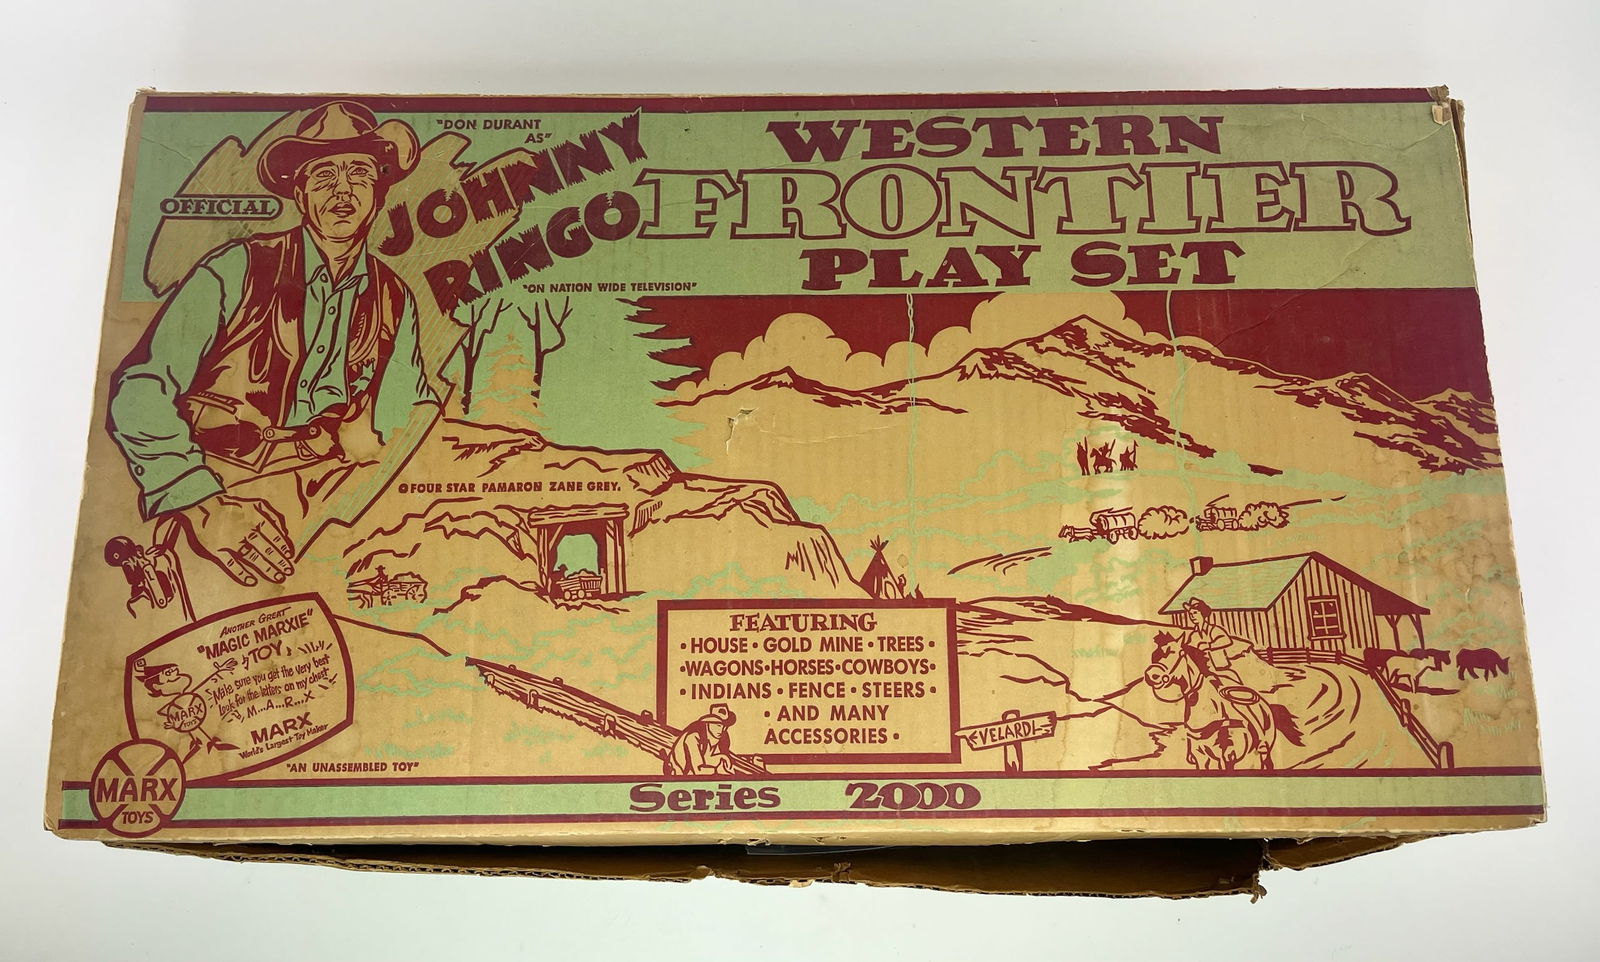 "DON DURANT
AS"
JOHNNY
RINGO
OFFICIAL
"ON NATION WIDE TELEVISION"
WESTERN
FRONTIER
PLAY SET
©FOUR STAR PAMARON ZANE GREY.
FEATURING
• HOUSE • GOLD MINE • TREES •
•WAGONS•HORSES•COWBOYS•
• INDIANS • FENCE • STEERS •
• AND MANY
ACCESSORIES •
VELARDI
ANOTHER GREAT
"MAGIC MARXIE"
TOY
Make sure you get the very best
Look for the letters on my chest
M...A...R...X
MARX
World's Largest Toy Maker
MARX
TOYS
"AN UNASSEMBLED TOY"
MARX
TOYS
Series 2000